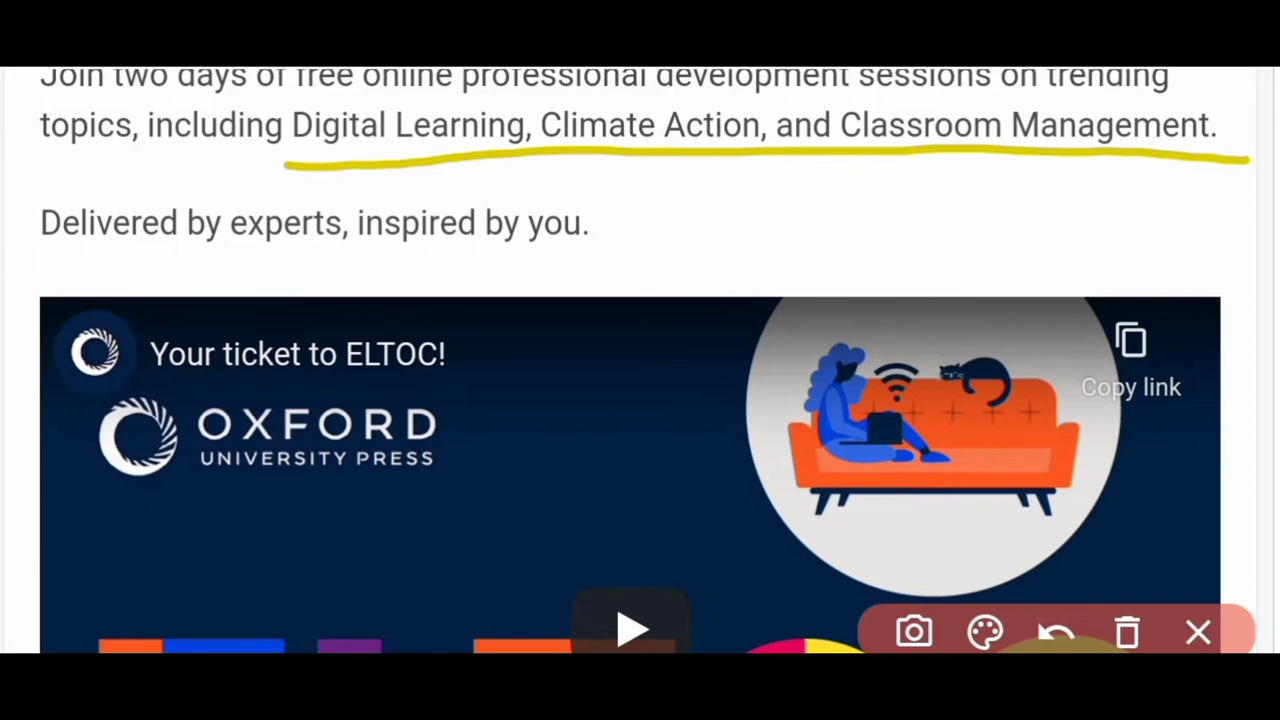 Join two days of free online professional development sessions on trending
topics, including Digital Learning, Climate Action, and Classroom Management.
Delivered by experts, inspired by you.
Your ticket to ELTOC!
Copy link
OXFORD
UNIVERSITY PRESS